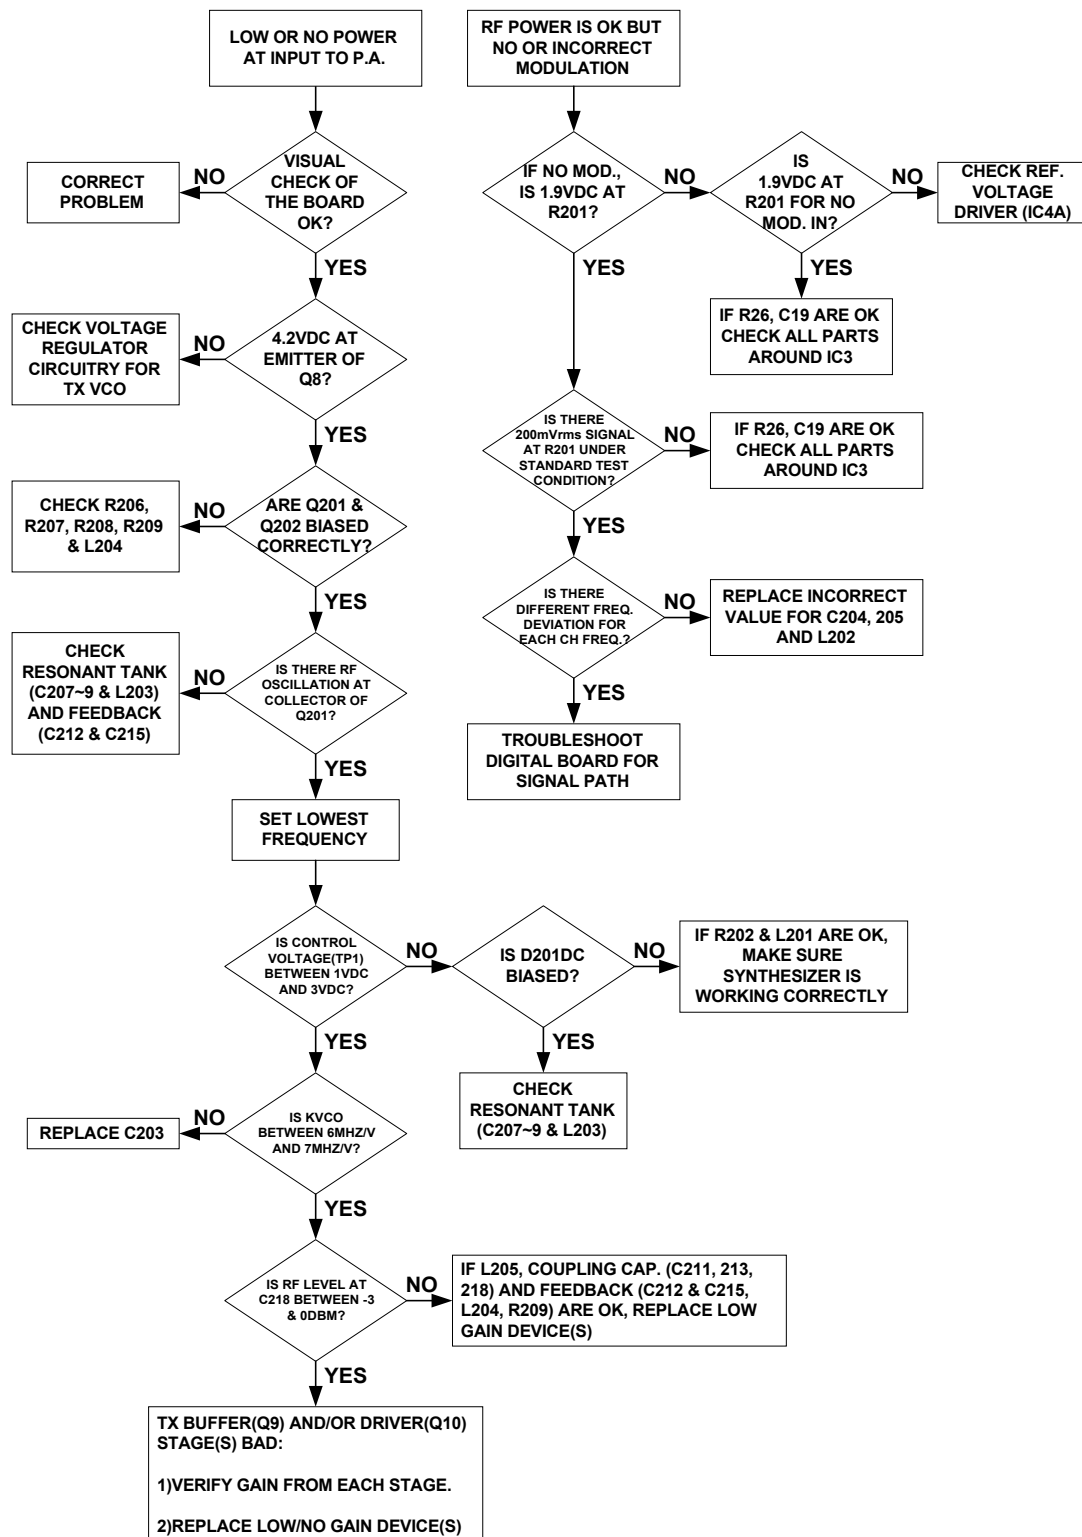 LOW OR NO POWER
AT INPUT TO P.A.
VISUAL
CHECK OF
THE BOARD
OK?
NO
CORRECT
PROBLEM
YES
4.2VDC AT
EMITTER OF
Q8?
NO
CHECK VOLTAGE
REGULATOR
CIRCUITRY FOR
TX VCO
YES
ARE Q201 &
Q202 BIASED
CORRECTLY?
NO
CHECK R206,
R207, R208, R209
& L204
YES
IS THERE RF
OSCILLATION AT
COLLECTOR OF
Q201?
NO
CHECK
RESONANT TANK
(C207~9 & L203)
AND FEEDBACK
(C212 & C215)
YES
SET LOWEST
FREQUENCY
IS CONTROL
VOLTAGE(TP1)
BETWEEN 1VDC
AND 3VDC?
NO
IS D201DC
BIASED?
NO
IF R202 & L201 ARE OK,
MAKE SURE
SYNTHESIZER IS
WORKING CORRECTLY
YES
CHECK
RESONANT TANK
(C207~9 & L203)
YES
IS KVCO
BETWEEN 6MHZ/V
AND 7MHZ/V?
NO
REPLACE C203
YES
IS RF LEVEL AT
C218 BETWEEN -3
& 0DBM?
NO
IF L205, COUPLING CAP. (C211, 213,
218) AND FEEDBACK (C212 & C215,
L204, R209) ARE OK, REPLACE LOW
GAIN DEVICE(S)
YES
TX BUFFER(Q9) AND/OR DRIVER(Q10)
STAGE(S) BAD:
1)VERIFY GAIN FROM EACH STAGE.
2)REPLACE LOW/NO GAIN DEVICE(S)
RF POWER IS OK BUT
NO OR INCORRECT
MODULATION
IF NO MOD.,
IS 1.9VDC AT
R201?
NO
IS
1.9VDC AT
R201 FOR NO
MOD. IN?
NO
CHECK REF.
VOLTAGE
DRIVER (IC4A)
YES
IF R26, C19 ARE OK
CHECK ALL PARTS
AROUND IC3
YES
IS THERE
200mVrms SIGNAL
AT R201 UNDER
STANDARD TEST
CONDITION?
NO
IF R26, C19 ARE OK
CHECK ALL PARTS
AROUND IC3
YES
IS THERE
DIFFERENT FREQ.
DEVIATION FOR
EACH CH FREQ.?
NO
REPLACE INCORRECT
VALUE FOR C204, 205
AND L202
YES
TROUBLESHOOT
DIGITAL BOARD FOR
SIGNAL PATH